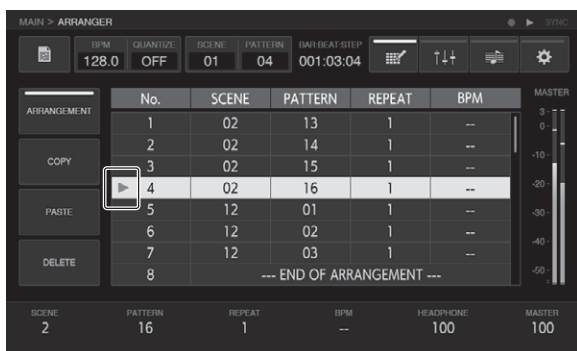 MAIN > ARRANGER
SYNC
BPM QUANTIZE SCENE PATTERN BAR:BEAT:STEP
128.0 OFF 01 04 001:03:04
ARRANGEMENT
COPY
PASTE
DELETE
No. SCENE PATTERN REPEAT BPM
1 02 13 1 --
2 02 14 1 --
3 02 15 1 --
4 02 16 1 --
5 12 01 1 --
6 12 02 1 --
7 12 03 1 --
8 --- END OF ARRANGEMENT ---
MASTER
3-
0-
-10-
-20-
-30-
-40-
-50-
SCENE PATTERN REPEAT BPM HEADPHONE MASTER
2 16 1 -- 100 100